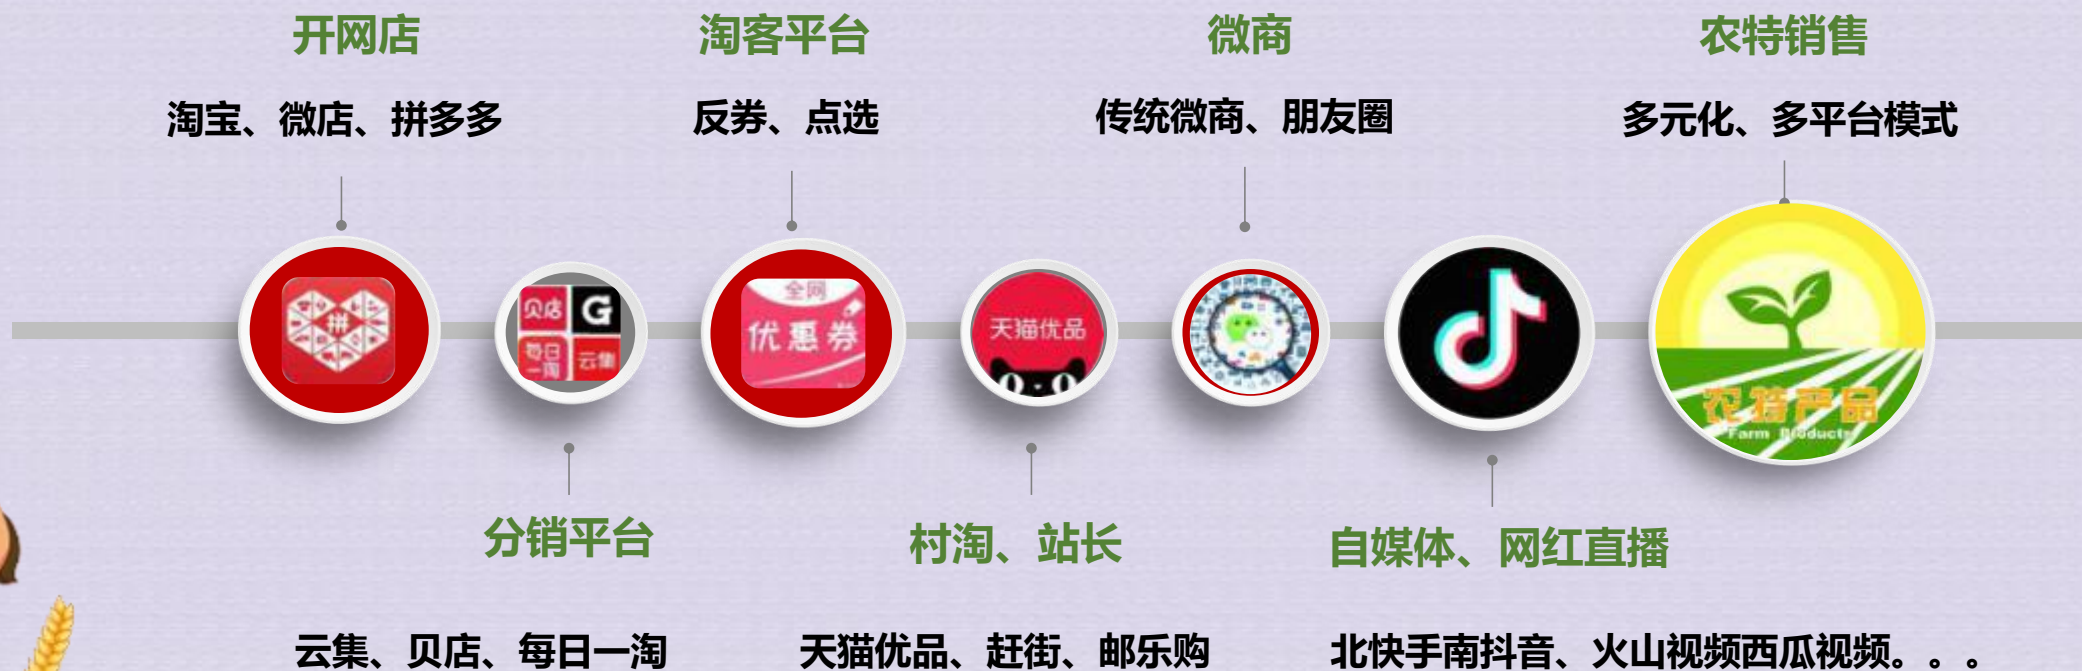 开网店
淘宝、微店、拼多多
淘客平台
反券、点选
微商
传统微商、朋友圈
农特销售
多元化、多平台模式
拼
贝店
G
每日一淘
云集
全网
优惠券
天猫优品
农特产品
Farm Products
分销平台
云集、贝店、每日一淘
村淘、站长
天猫优品、赶街、邮乐购
自媒体、网红直播
北快手南抖音、火山视频西瓜视频。。。